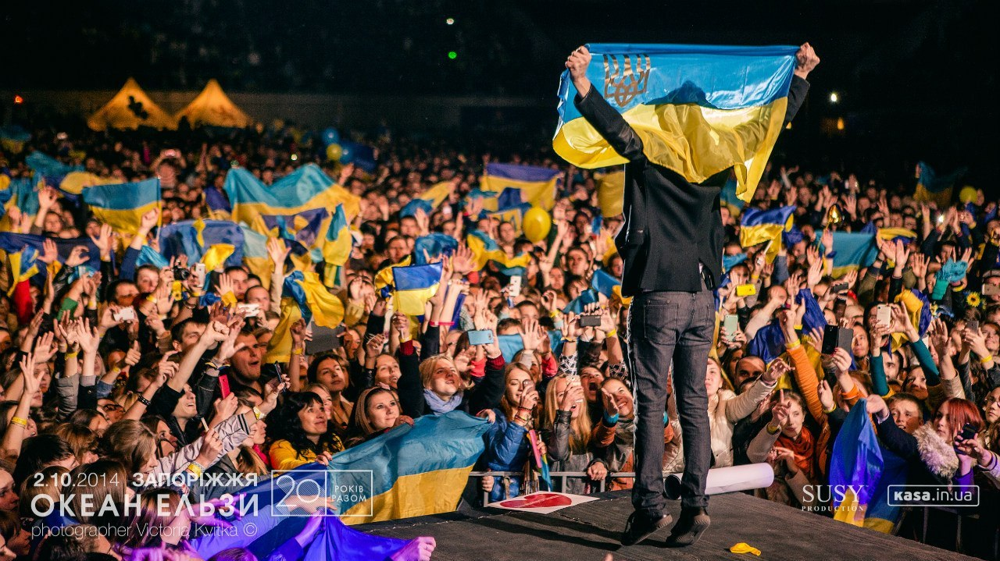 2.10.2014 ЗАПОРІЖЖЯ
ОКЕАН ЕЛЬЗИ
20 РОКІВ РАЗОМ
photographer Victoria Kvitka ©
SUSY
PRODUCTION
kasa.in.ua